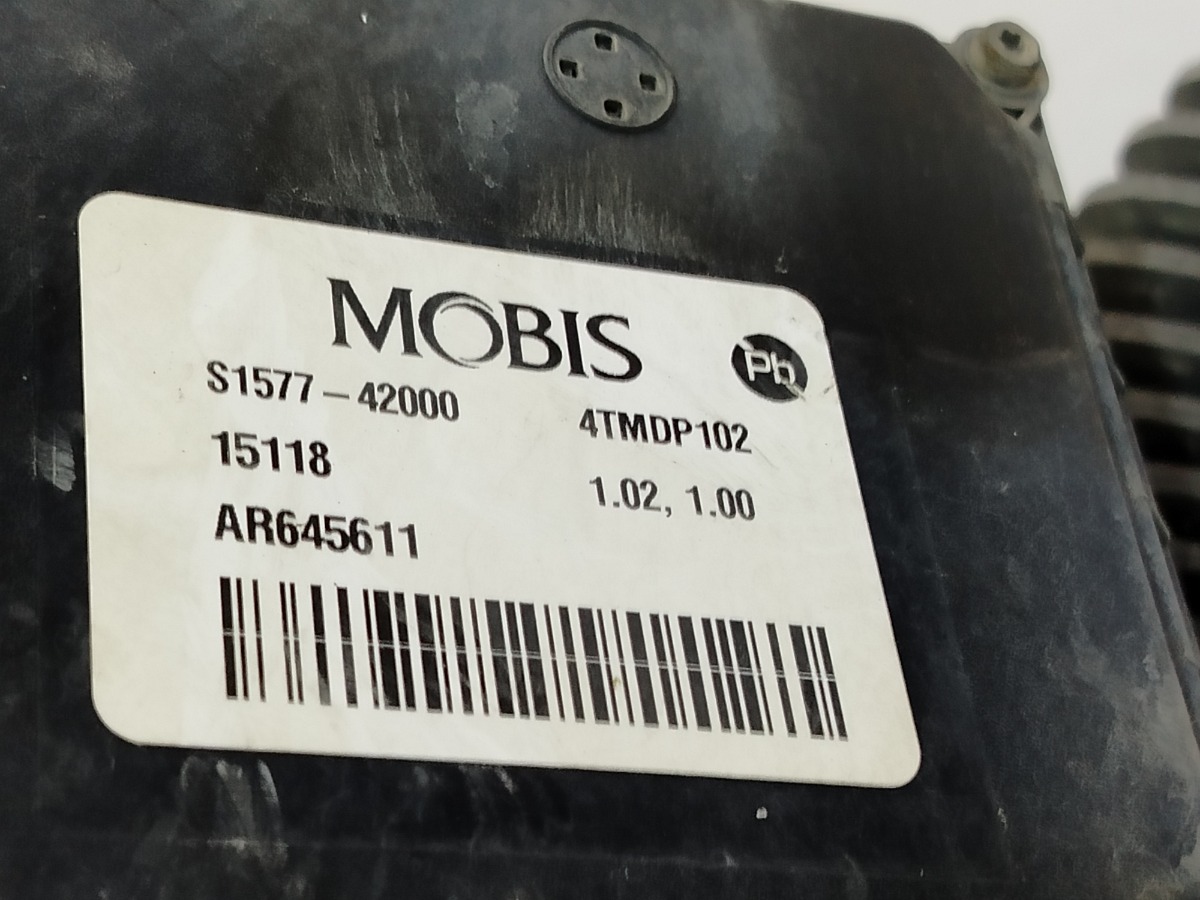 MOBIS
Pb
S1577-42000
4TMDP102
15118
1.02, 1.00
AR645611